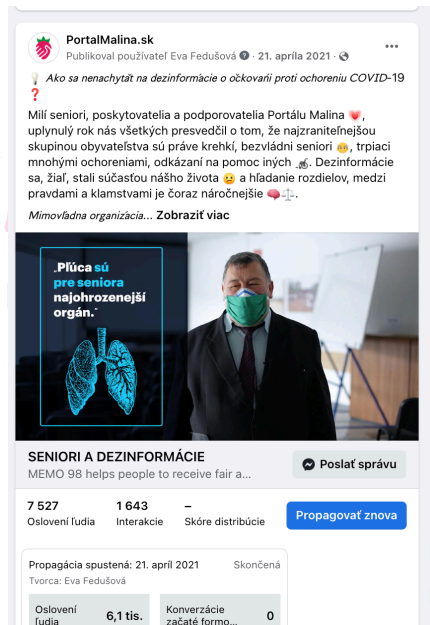 PortalMalina.sk
Publikoval používateľ Eva Fedušová · 21. apríla 2021 ·
Ako sa nenachytáť na dezinformácie o očkovaní proti ochoreniu COVID-19
Milí seniori, poskytovatelia a podporovatelia Portálu Malina,
uplynulý rok nás všetkých presvedčil o tom, že najzraniteľnejšou
skupinou obyvateľstva sú práve krehkí, bezvládni seniori, trpiaci
mnohými ochoreniami, odkázaní na pomoc iných. Dezinformácie
sa, žiaľ, stali súčasťou nášho života a hľadanie rozdielov, medzi
pravdami a klamstvami je čoraz náročnejšie.
Mimovľadna organizácia... Zobraziť viac
„Pľúca sú
pre seniora
najohrozenejší
orgán.“
SENIORI A DEZINFORMÁCIE
MEMO 98 helps people to receive fair a...
Poslať správu
7 527 1 643 –
Oslovení ľudia Interakcie Skóre distribúcie
Propagovať znova
Propagácia spustená: 21. apríl 2021 Skončená
Tvorca: Eva Fedušová
Oslovení
ľudia
6,1 tis.
Konverzácie
začaté formo...
0